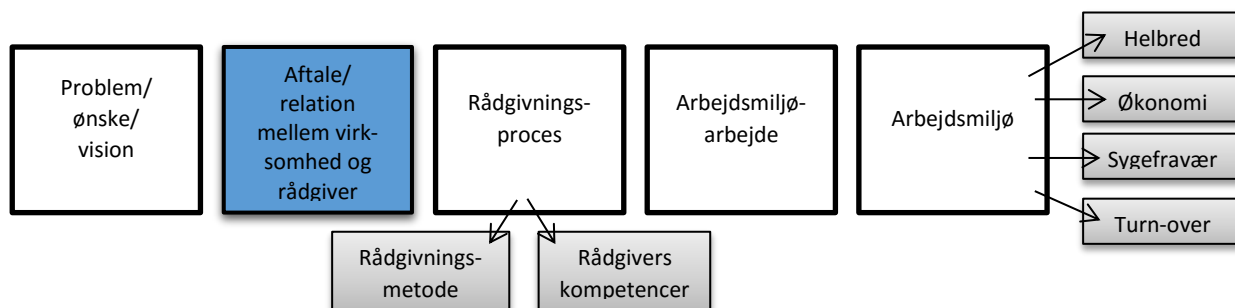 Problem/
ønske/
vision
Aftale/
relation
mellem virk-
somhed og
rådgiver
Rådgivnings-
proces
Arbejdsmiljø-
arbejde
Arbejdsmiljø
Helbred
Økonomi
Sygefravær
Turn-over
Rådgivnings-
metode
Rådgivers
kompetencer